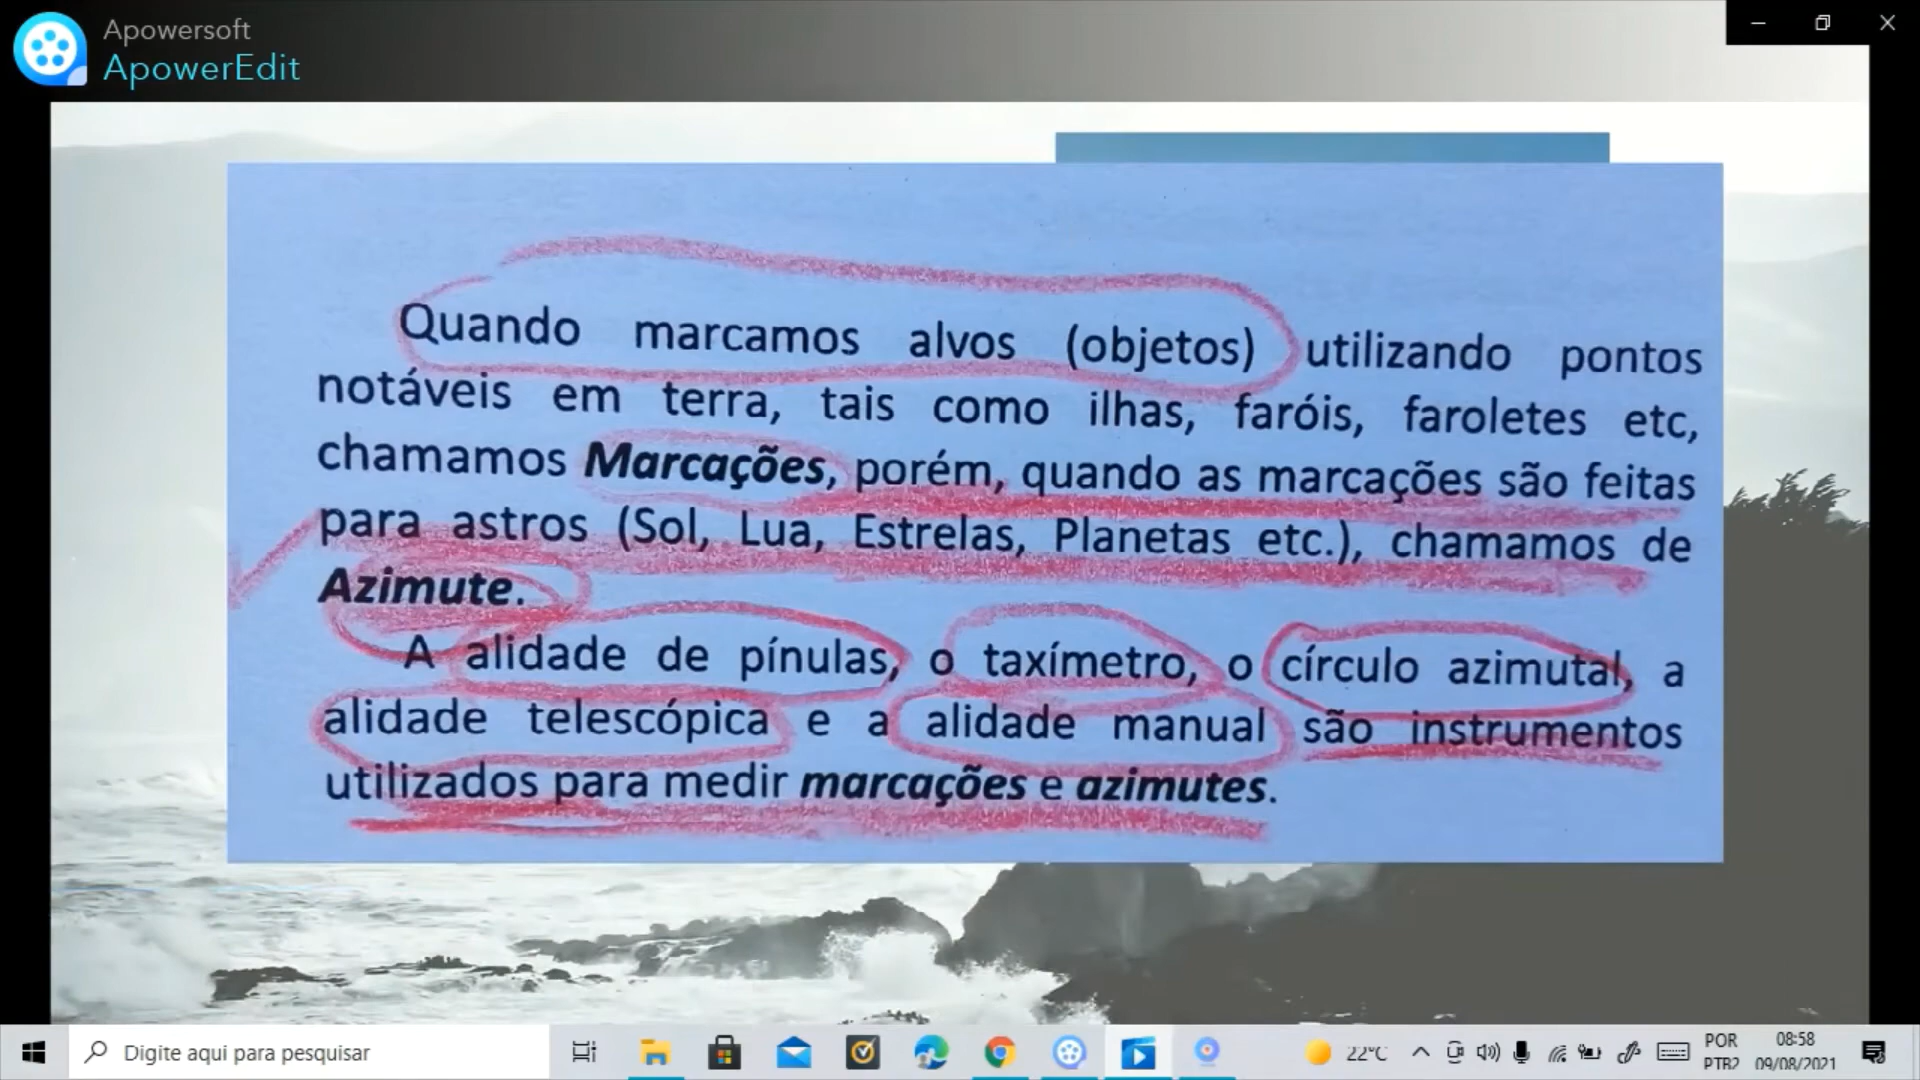 Apowersoft
ApowerEdit
Quando marcamos alvos (objetos) utilizando pontos
notáveis em terra, tais como ilhas, faróis, faroletes etc,
chamamos Marcações, porém, quando as marcações são feitas
para astros (Sol, Lua, Estrelas, Planetas etc.), chamamos de
Azimute.
A alidade de pínulas, o taxímetro, o círculo azimutal, a
alidade telescópica e a alidade manual são instrumentos
utilizados para medir marcações e azimutes.
Digite aqui para pesquisar
22°C
POR
PTB2
08:58
09/08/2021